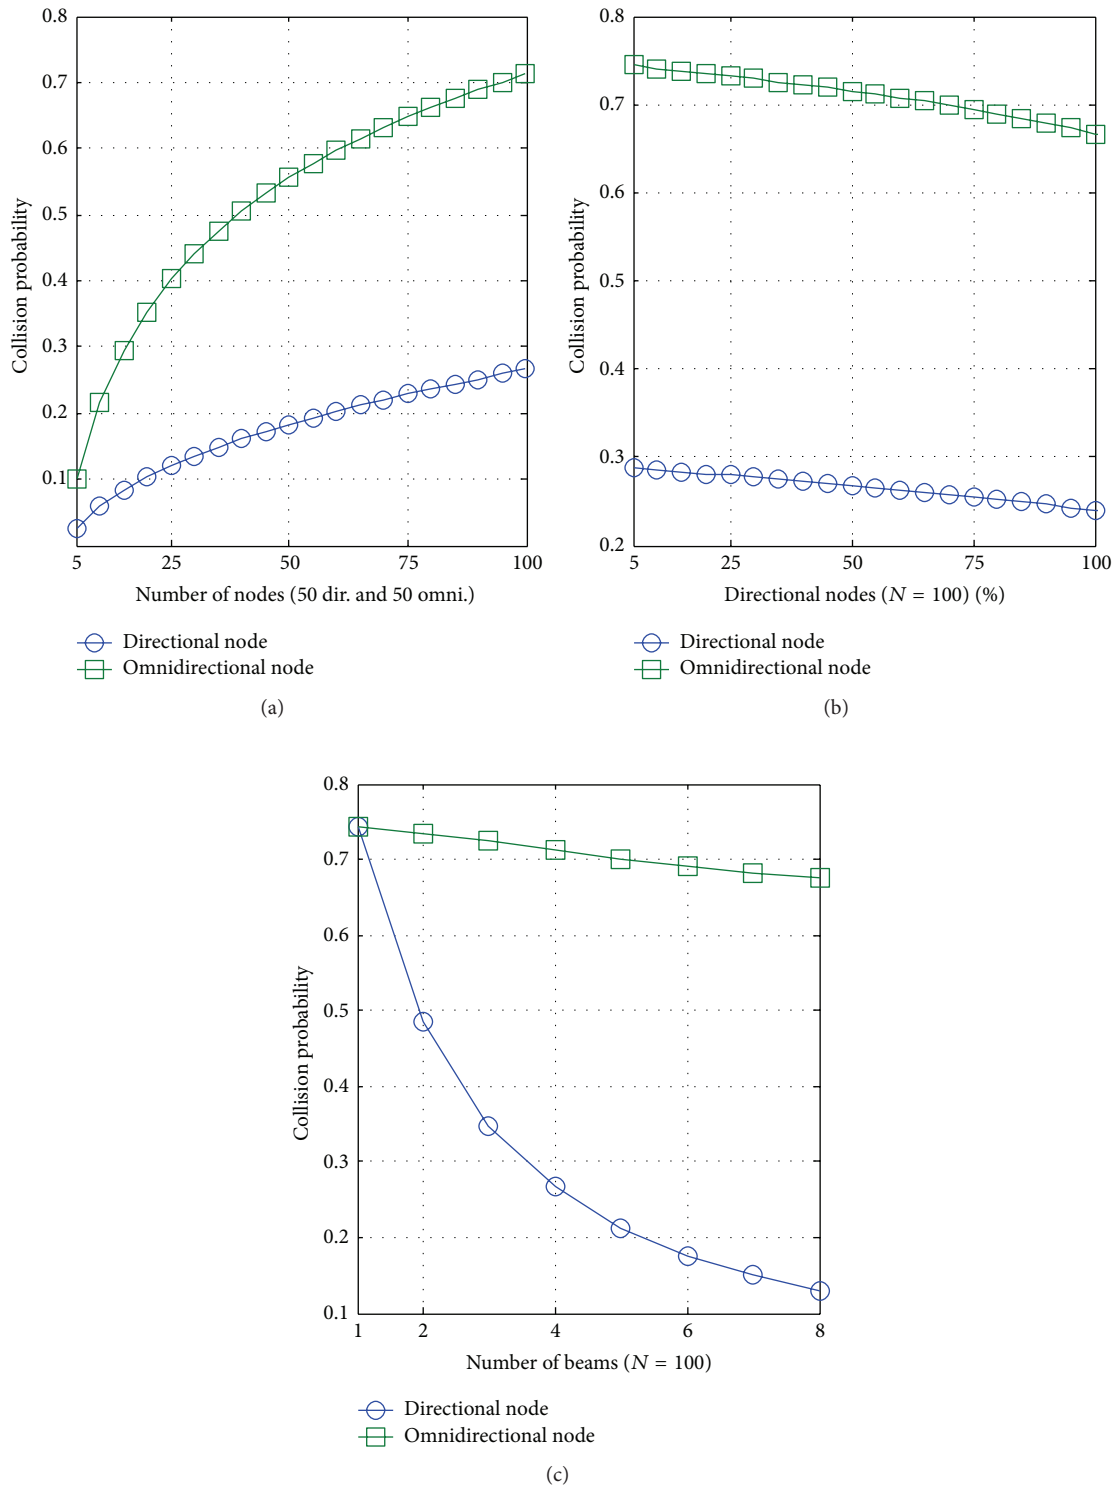 0.8
0.7
0.6
0.5
0.4
0.3
0.2
0.1
Collision probability
5 25 50 75 100
Number of nodes (50 dir. and 50 omni.)
Directional node
Omnidirectional node
(a)
0.8
0.7
0.6
0.5
0.4
0.3
0.2
Collision probability
5 25 50 75 100
Directional nodes (N = 100) (%)
Directional node
Omnidirectional node
(b)
0.8
0.7
0.6
0.5
0.4
0.3
0.2
0.1
Collision probability
1 2 4 6 8
Number of beams (N = 100)
Directional node
Omnidirectional node
(c)